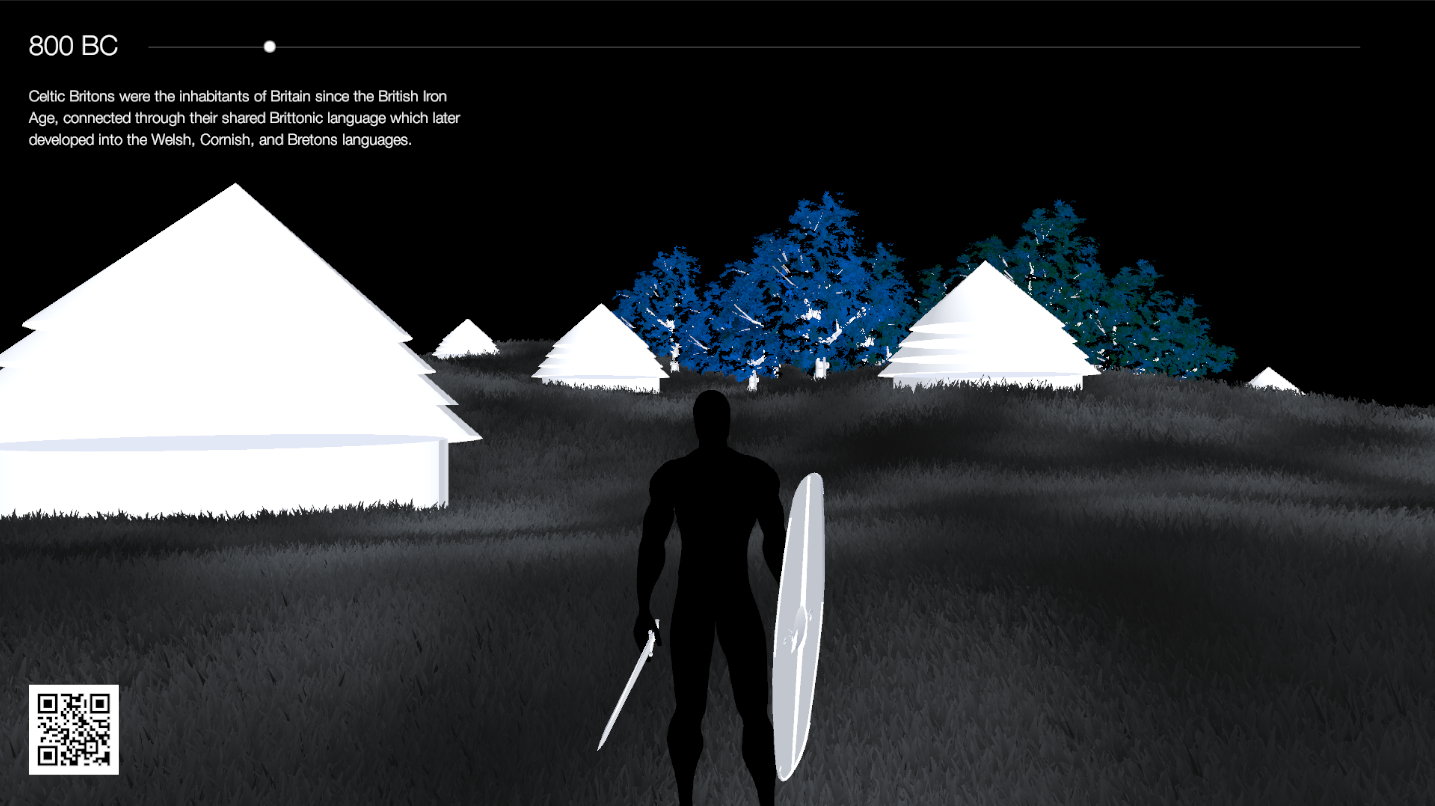 800 BC
Celtic Britons were the inhabitants of Britain since the British Iron
Age, connected through their shared Brittonic language which later
developed into the Welsh, Cornish, and Bretons languages.